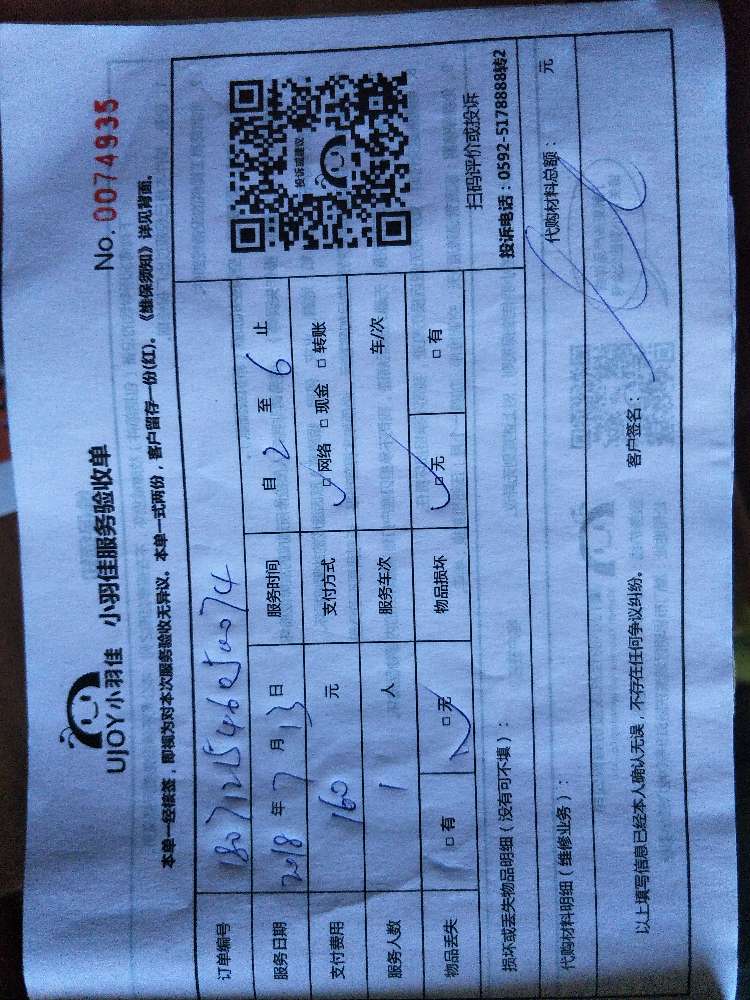 UJOY小羽佳 小羽佳服务验收单
No. 0074935
本单一经接签，即视为对本次服务验收无异议。本单一式两份，客户留存一份(红)。《维保须知》详见背面。
订单编号
服务日期 2018 年 7 月 13 日 服务时间 自 2 至 6 止
支付费用 160 元 支付方式 □ 网络 □ 现金 □ 转账
服务人数 1 人 服务车次 车/次
物品丢失 □ 有 □ 无 物品损坏 □ 无 □ 有
投诉或建议
扫码评价或投诉
投诉电话：0592-5178888转2
损坏或丢失物品明细（没有可不填）：
代购材料明细（维修业务）： 代购材料总额： 元
以上填写信息已经本人确认无误，不存在任何争议纠纷。 客户签名：